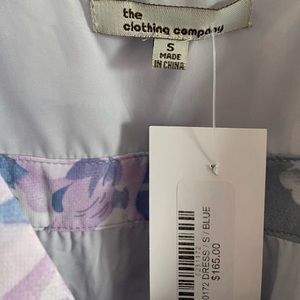 the
clothing company
S
MADE
IN CHINA
0172 DRESS / S / BLUE
$165.00